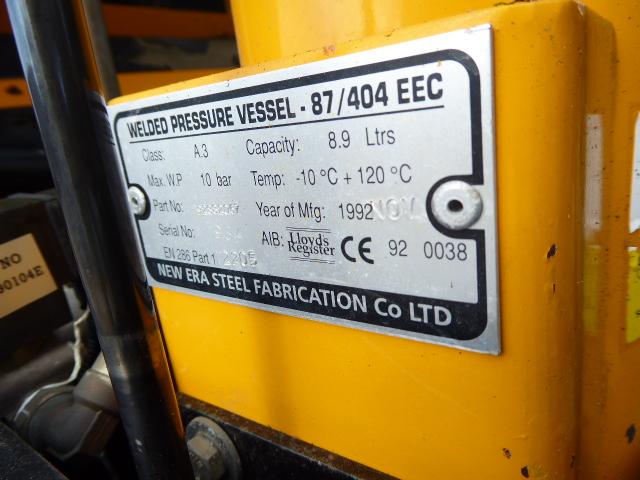 WELDED PRESSURE VESSEL - 87/404 EEC
Class: A.3 Capacity: 8.9 Ltrs
Max. W.P 10 bar Temp: -10 °C + 120 °C
Part No: Year of Mfg: 1992 NOV
Serial No: AIB: Lloyd's Register CE 92 0038
EN 286 Part 1 2205
NEW ERA STEEL FABRICATION Co LTD
NO
90104E